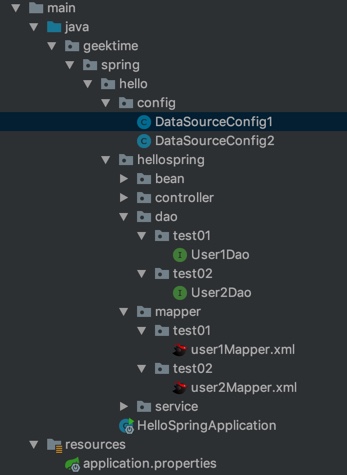 main
java
geektime
spring
hello
config
DataSourceConfig1
DataSourceConfig2
hellospring
bean
controller
dao
test01
User1Dao
test02
User2Dao
mapper
test01
user1Mapper.xml
test02
user2Mapper.xml
service
HelloSpringApplication
resources
application.properties